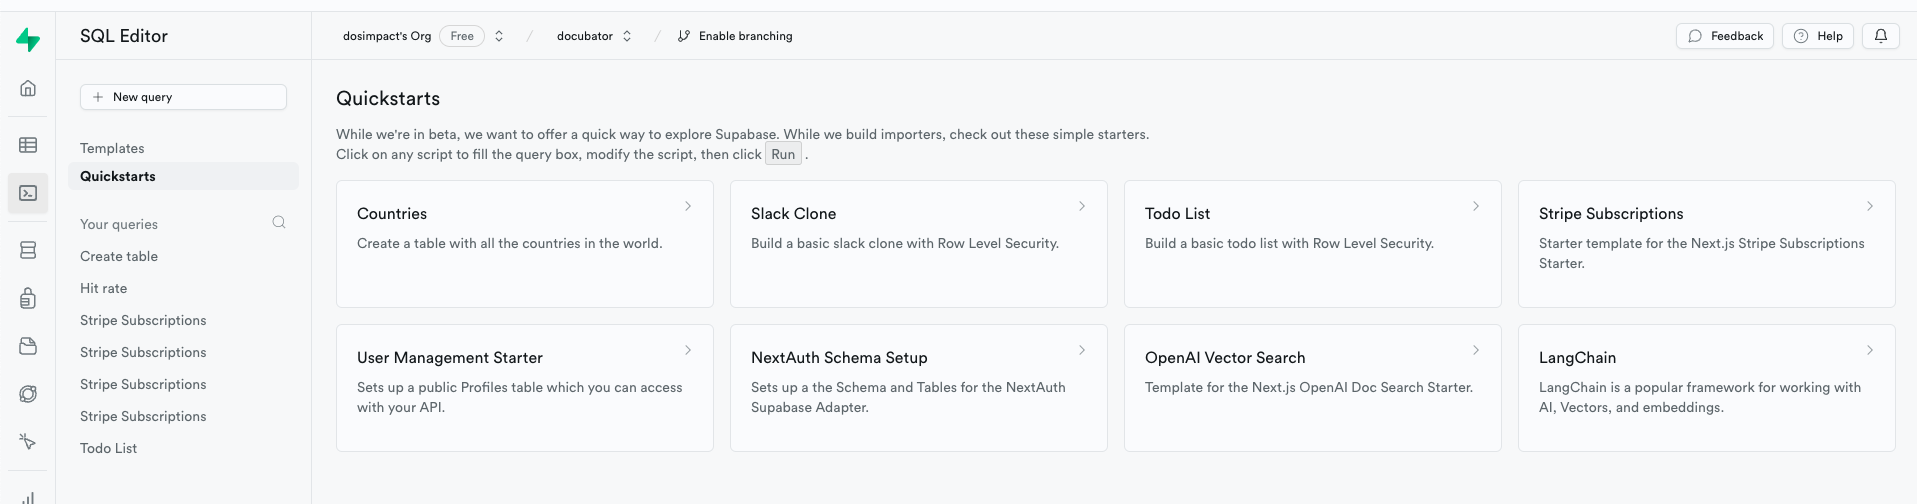 SQL Editor
dosimpact's Org Free / docubator / Enable branching
Feedback Help
New query
Templates
Quickstarts
Your queries
Create table
Hit rate
Stripe Subscriptions
Stripe Subscriptions
Stripe Subscriptions
Stripe Subscriptions
Todo List
Quickstarts
While we're in beta, we want to offer a quick way to explore Supabase. While we build importers, check out these simple starters.
Click on any script to fill the query box, modify the script, then click Run .
Countries
Create a table with all the countries in the world.
Slack Clone
Build a basic slack clone with Row Level Security.
Todo List
Build a basic todo list with Row Level Security.
Stripe Subscriptions
Starter template for the Next.js Stripe Subscriptions
Starter.
User Management Starter
Sets up a public Profiles table which you can access
with your API.
NextAuth Schema Setup
Sets up a the Schema and Tables for the NextAuth
Supabase Adapter.
OpenAI Vector Search
Template for the Next.js OpenAI Doc Search Starter.
LangChain
LangChain is a popular framework for working with
AI, Vectors, and embeddings.